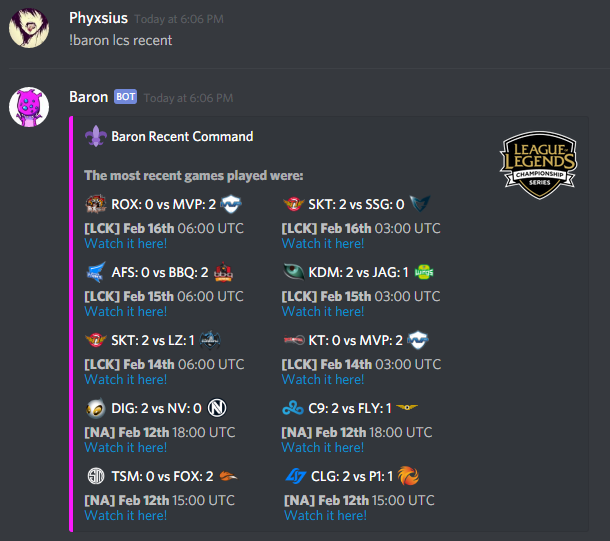 Phyxsius Today at 6:06 PM
!baron lcs recent
Baron BOT Today at 6:06 PM
Baron Recent Command
LEAGUE OF LEGENDS
CHAMPIONSHIP
SERIES
The most recent games played were:
ROX: 0 vs MVP: 2 SKT: 2 vs SSG: 0
[LCK] Feb 16th 06:00 UTC [LCK] Feb 16th 03:00 UTC
Watch it here! Watch it here!
AFS: 0 vs BBQ: 2 KDM: 2 vs JAG: 1
[LCK] Feb 15th 06:00 UTC [LCK] Feb 15th 03:00 UTC
Watch it here! Watch it here!
SKT: 2 vs LZ: 1 KT: 0 vs MVP: 2
[LCK] Feb 14th 06:00 UTC [LCK] Feb 14th 03:00 UTC
Watch it here! Watch it here!
DIG: 2 vs NV: 0 C9: 2 vs FLY: 1
[NA] Feb 12th 18:00 UTC [NA] Feb 12th 18:00 UTC
Watch it here! Watch it here!
TSM: 0 vs FOX: 2 CLG: 2 vs P1: 1
[NA] Feb 12th 15:00 UTC [NA] Feb 12th 15:00 UTC
Watch it here! Watch it here!